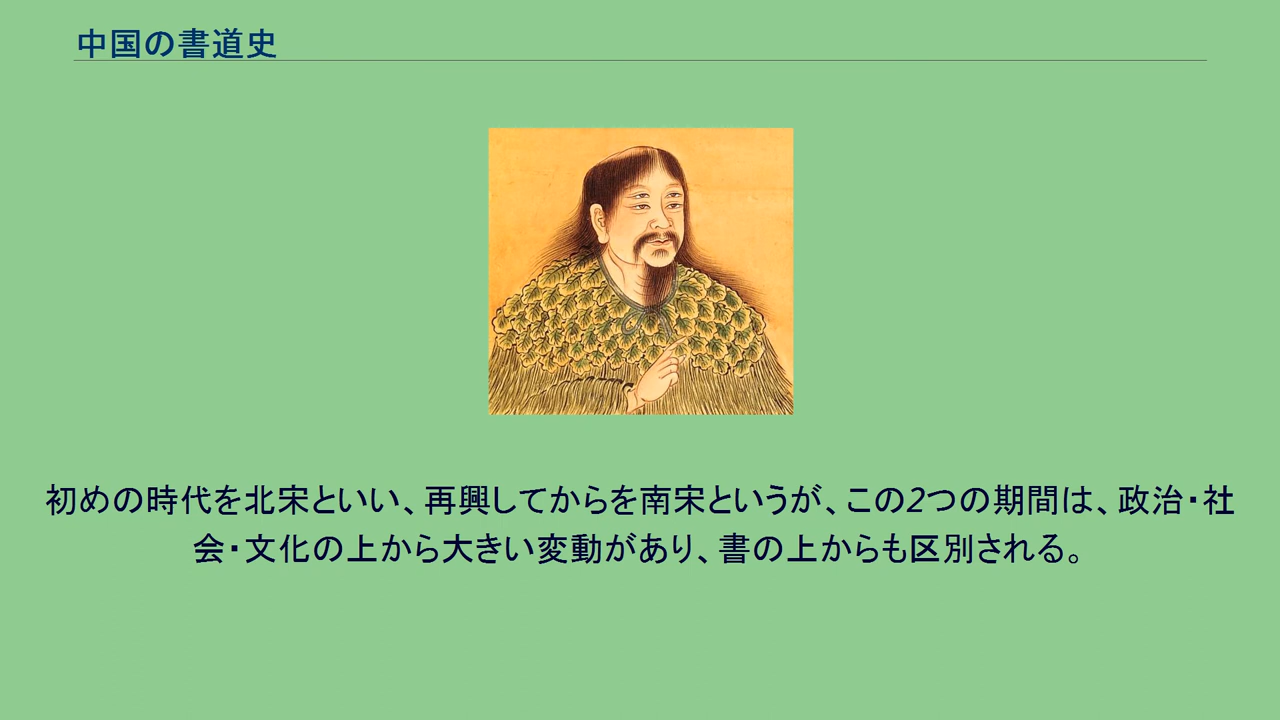 中国の書道史
初めの時代を北宋といい、再興してからを南宋というが、この2つの期間は、政治・社
会・文化の上から大きい変動があり、書の上からも区別される。